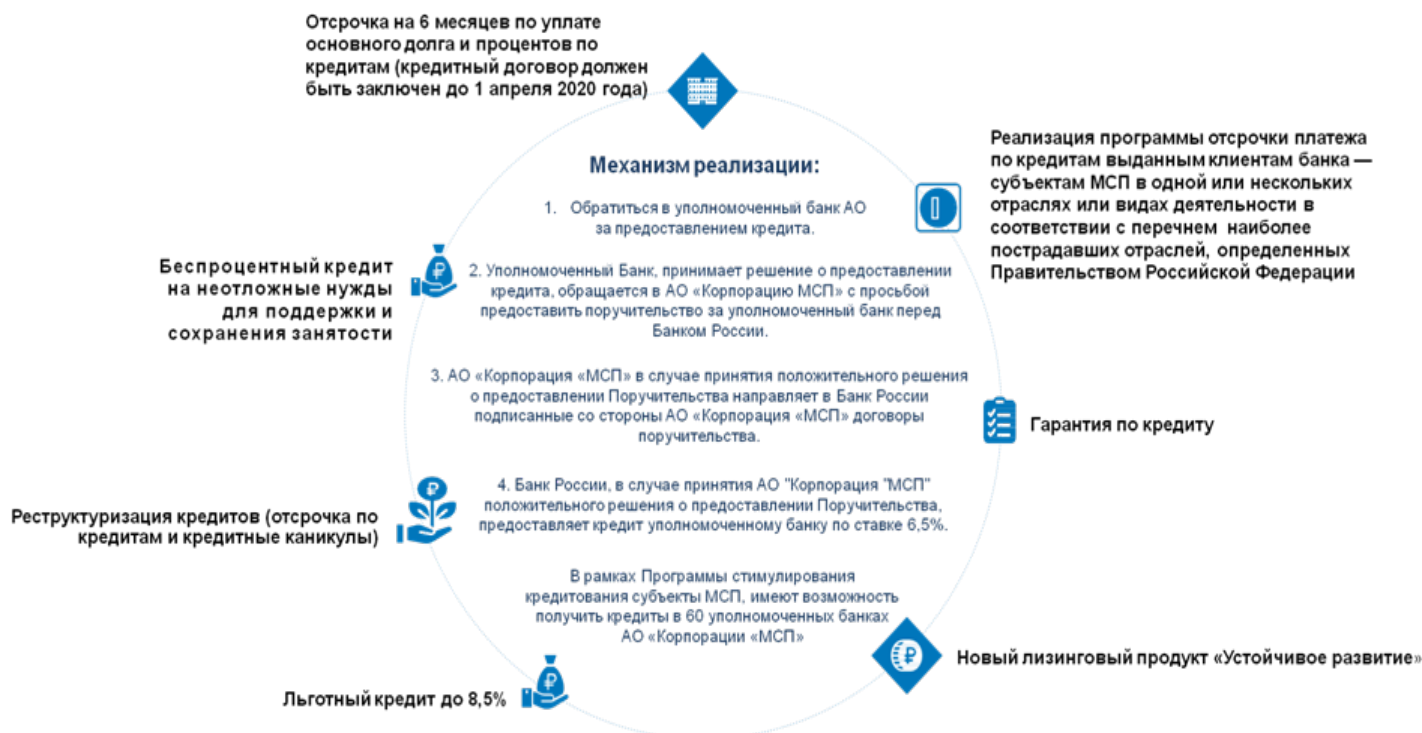 Отсрочка на 6 месяцев по уплате
основного долга и процентов по
кредитам (кредитный договор должен
быть заключен до 1 апреля 2020 года)
Реализация программы отсрочки платежа
по кредитам выданным клиентам банка —
субъектам МСП в одной или нескольких
отраслях или видах деятельности в
соответствии с перечнем наиболее
пострадавших отраслей, определенных
Правительством Российской Федерации
Механизм реализации:
1. Обратиться в уполномоченный банк АО
за предоставлением кредита.
2. Уполномоченный Банк, принимает решение о предоставлении
кредита, обращается в АО «Корпорацию МСП» с просьбой
предоставить поручительство за уполномоченный банк перед
Банком России.
3. АО «Корпорация «МСП» в случае принятия положительного решения
о предоставлении Поручительства направляет в Банк России
подписанные со стороны АО «Корпорация «МСП» договоры
поручительства.
4. Банк России, в случае принятия АО "Корпорация "МСП"
положительного решения о предоставлении Поручительства,
предоставляет кредит уполномоченному банку по ставке 6,5%.
В рамках Программы стимулирования
кредитования субъекты МСП, имеют возможность
получить кредиты в 60 уполномоченных банках
АО «Корпорации «МСП»
Беспроцентный кредит
на неотложные нужды
для поддержки и
сохранения занятости
Гарантия по кредиту
Реструктуризация кредитов (отсрочка по
кредитам и кредитные каникулы)
Новый лизинговый продукт «Устойчивое развитие»
Льготный кредит до 8,5%